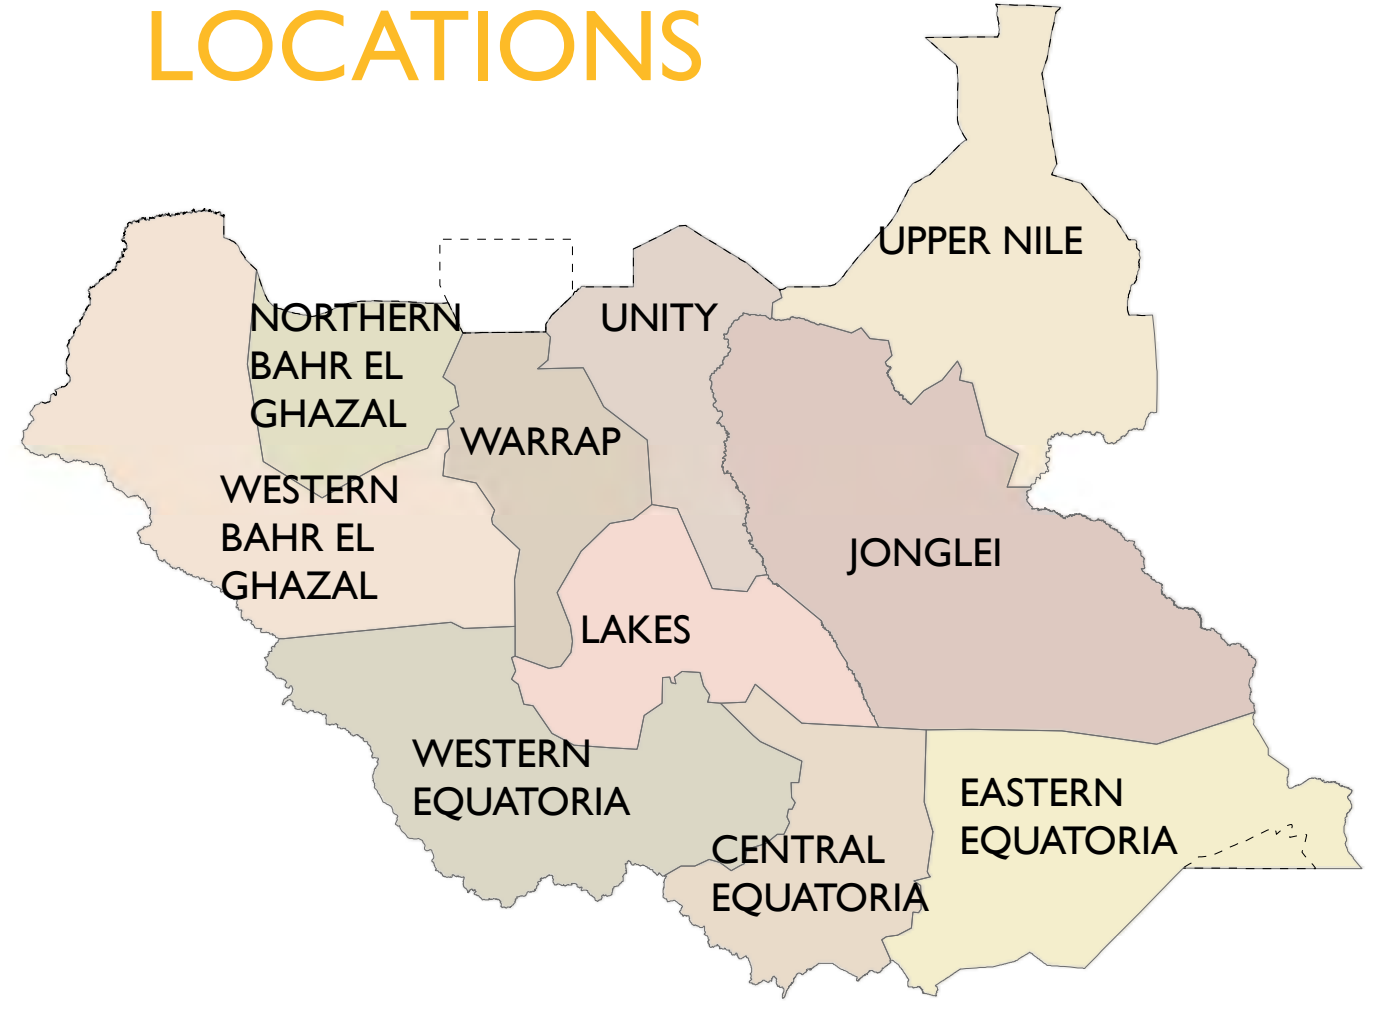 LOCATIONS
UPPER NILE
UNITY
NORTHERN
BAHR EL
GHAZAL
WARRAP
WESTERN
BAHR EL
GHAZAL
JONGLEI
LAKES
WESTERN
EQUATORIA
EASTERN
EQUATORIA
CENTRAL
EQUATORIA